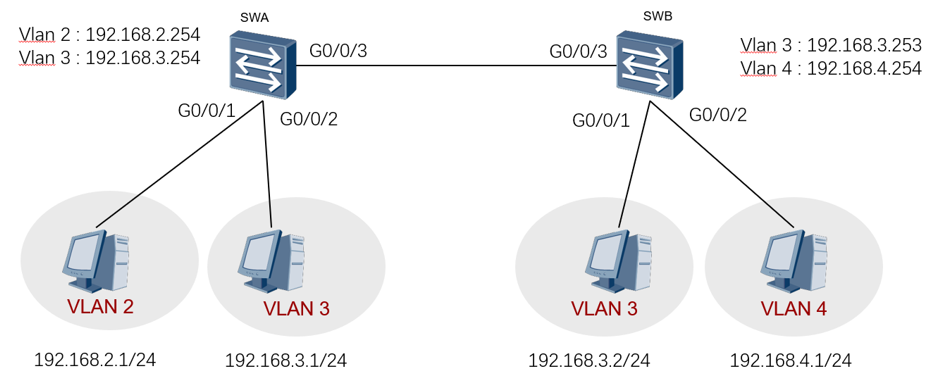 SWA
SWB
Vlan 2 : 192.168.2.254
Vlan 3 : 192.168.3.254
G0/0/3
G0/0/3
Vlan 3 : 192.168.3.253
Vlan 4 : 192.168.4.254
G0/0/1
G0/0/2
G0/0/1
G0/0/2
VLAN 2
VLAN 3
VLAN 3
VLAN 4
192.168.2.1/24
192.168.3.1/24
192.168.3.2/24
192.168.4.1/24